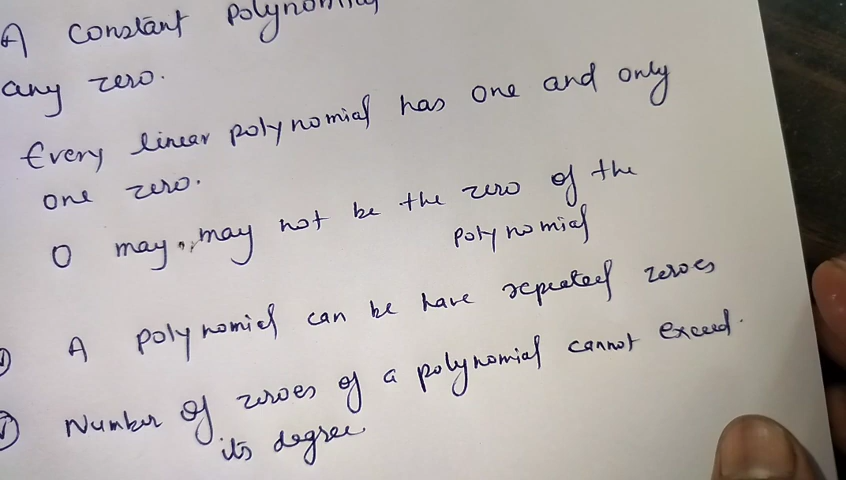 A constant polynomial
any zero.
Every linear polynomial has one and only
one zero.
0 may, may not be the zero of the
polynomial
A polynomial can be have repeated zeroes
Number of zeroes of a polynomial cannot exceed.
its degree